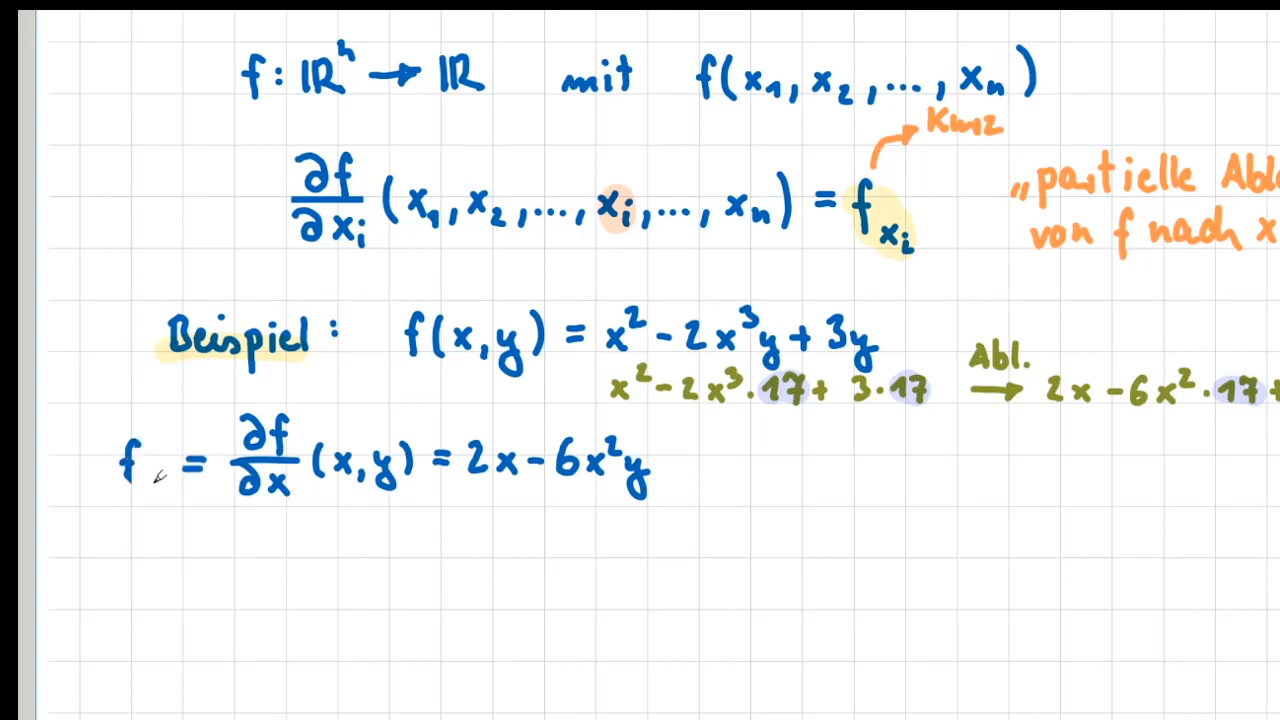 f: ℝⁿ → ℝ mit f(x₁, x₂, ..., xₙ)
Kurz
∂f/∂xᵢ (x₁, x₂, ..., xᵢ, ..., xₙ) = f_xᵢ
„partielle Abl
von f nach x
Beispiel: f(x,y) = x² - 2x³y + 3y
x² - 2x³ · 17 + 3 · 17 Abl. → 2x - 6x² · 17 +
f = ∂f/∂x (x,y) = 2x - 6x²y